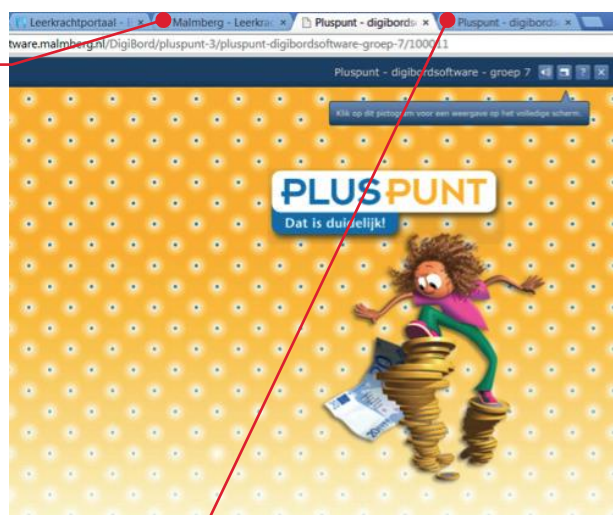 Leerkrachtportaal - Malmberg - Leerkrac Pluspunt - digibords Pluspunt - digibords
tware.malmberg.nl/DigiBord/pluspunt-3/pluspunt-digibordsoftware-groep-7/100011
Pluspunt - digibordsoftware - groep 7 ?
Klik op dit pictogram voor een weergave op het volledige scherm.
PLUSPUNT
Dat is duidelijk!
20